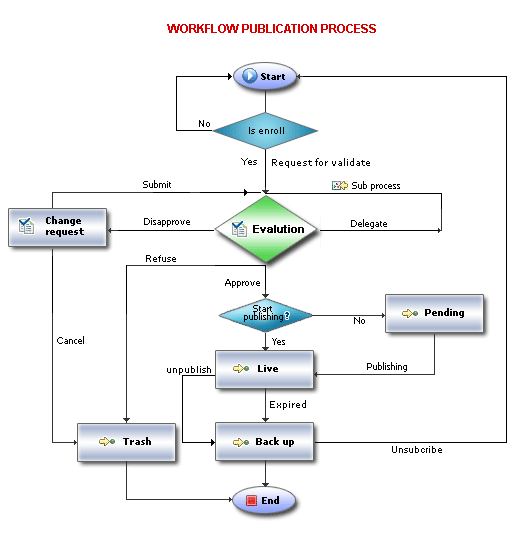 WORKFLOW PUBLICATION PROCESS
Start
No
Is enroll
Yes
Request for validate
Submit
Sub process
Change
request
Disapprove
Evalution
Delegate
Refuse
Approve
Start
publishing?
No
Pending
Yes
Cancel
unpublish
Live
Publishing
Expired
Trash
Back up
Unsubcribe
End